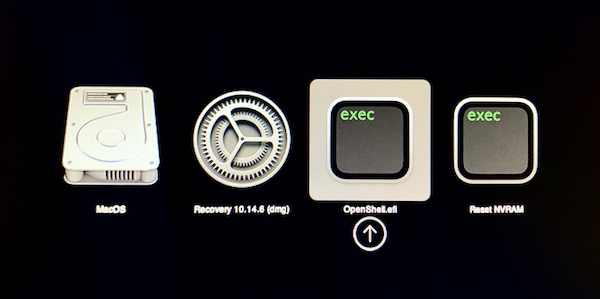 exec
exec
MacOS
Recovery 10.14.6 (dmg)
OpenShell.efi
Reset NVRAM